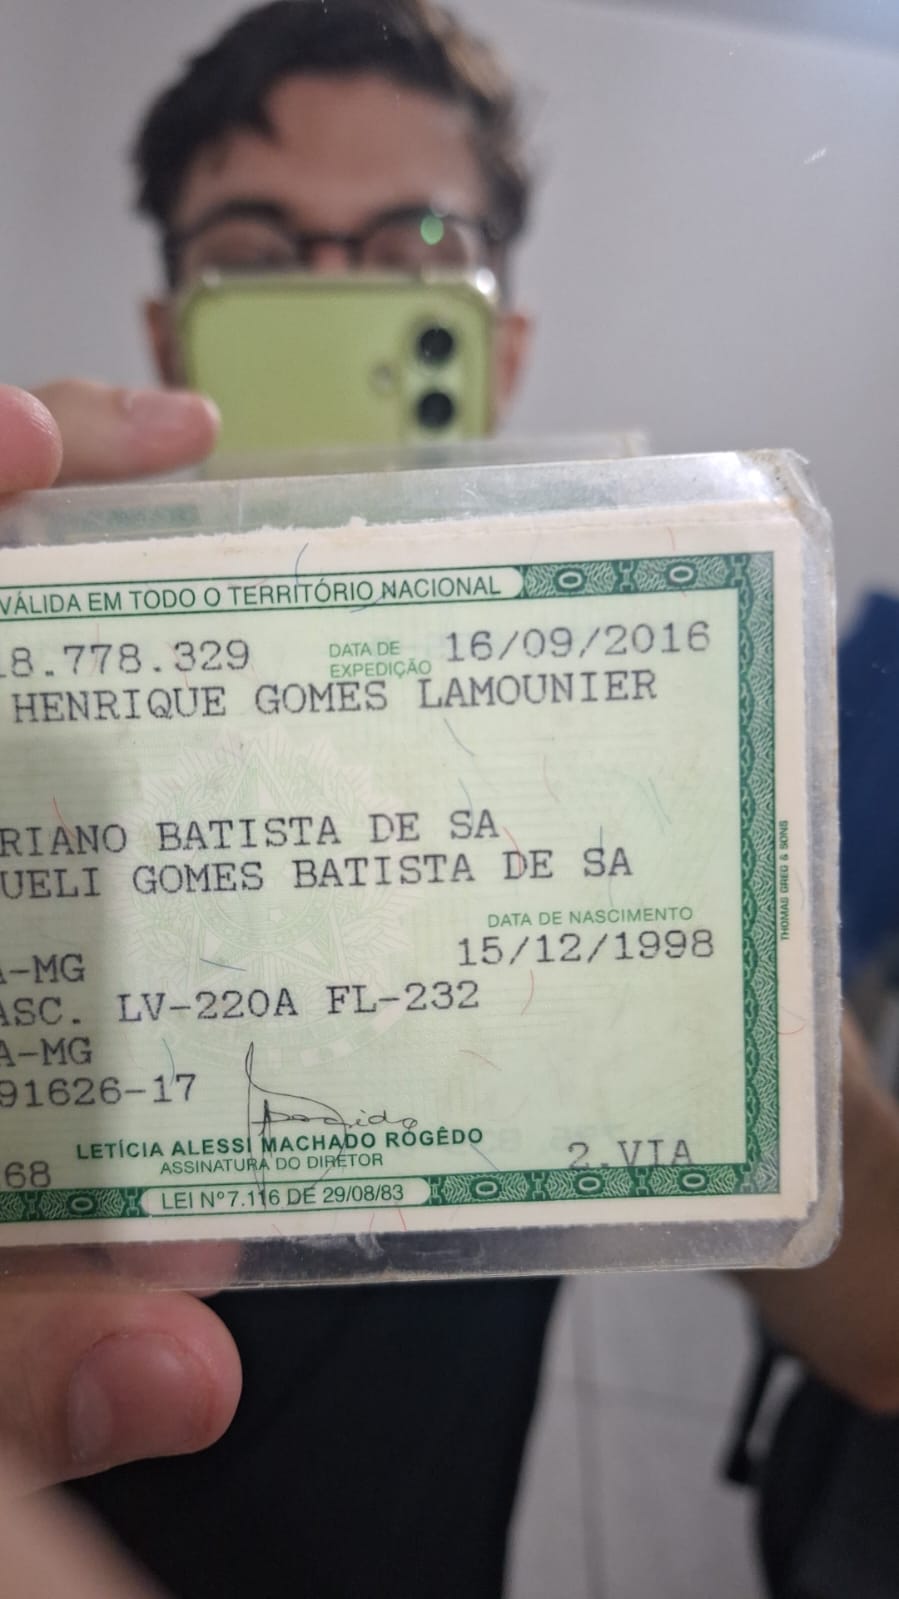 VÁLIDA EM TODO O TERRITÓRIO NACIONAL
18.778.329 DATA DE EXPEDIÇÃO 16/09/2016
HENRIQUE GOMES LAMOUNIER
RIANO BATISTA DE SA
UELI GOMES BATISTA DE SA
DATA DE NASCIMENTO
A-MG 15/12/1998
ASC. LV-220A FL-232
A-MG
91626-17
LETÍCIA ALESSI MACHADO ROGÊDO
68 ASSINATURA DO DIRETOR 2.VIA
LEI Nº 7.116 DE 29/08/83
THOMAS GREG & SONS